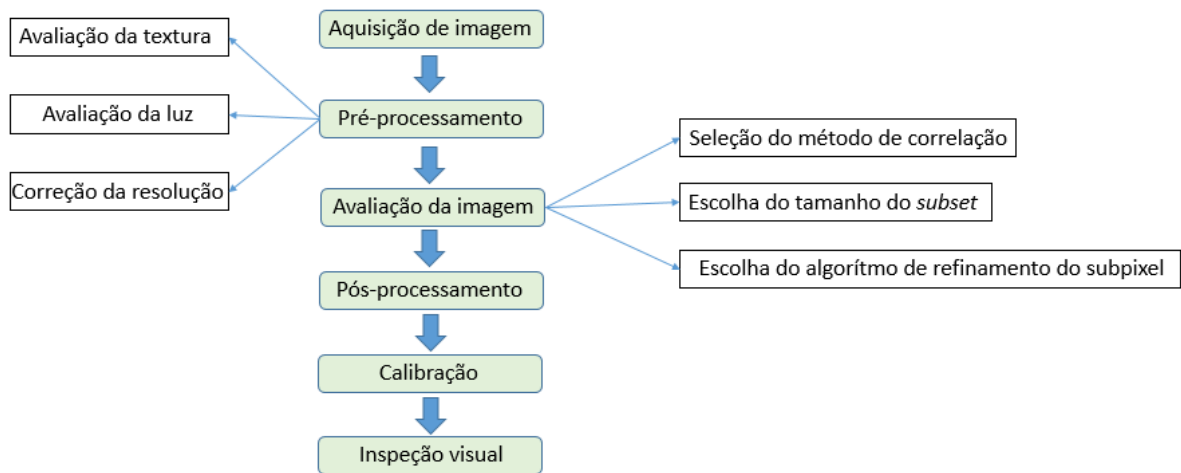 Aquisição de imagem
Avaliação da textura
Avaliação da luz
Pré-processamento
Correção da resolução
Seleção do método de correlação
Avaliação da imagem
Escolha do tamanho do subset
Escolha do algorítmo de refinamento do subpixel
Pós-processamento
Calibração
Inspeção visual